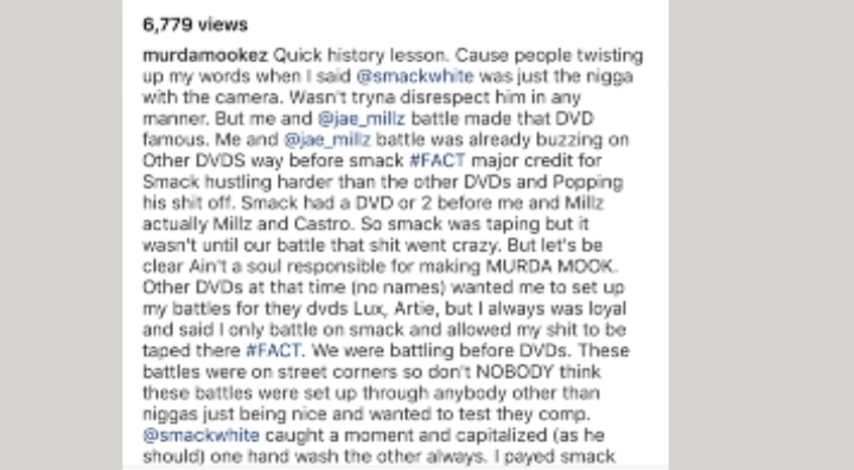 6,779 views
murdamookez Quick history lesson. Cause people twisting
up my words when I said @smackwhite was just the nigga
with the camera. Wasn't tryna disrespect him in any
manner. But me and @jae_millz battle made that DVD
famous. Me and @jae_millz battle was already buzzing on
Other DVDS way before smack #FACT major credit for
Smack hustling harder than the other DVDs and Popping
his shit off. Smack had a DVD or 2 before me and Millz
actually Millz and Castro. So smack was taping but it
wasn't until our battle that shit went crazy. But let's be
clear Ain't a soul responsible for making MURDA MOOK.
Other DVDs at that time (no names) wanted me to set up
my battles for they dvds Lux, Artie, but I always was loyal
and said I only battle on smack and allowed my shit to be
taped there #FACT. We were battling before DVDs. These
battles were on street corners so don't NOBODY think
these battles were set up through anybody other than
niggas just being nice and wanted to test they comp.
@smackwhite caught a moment and capitalized (as he
should) one hand wash the other always. I payed smack